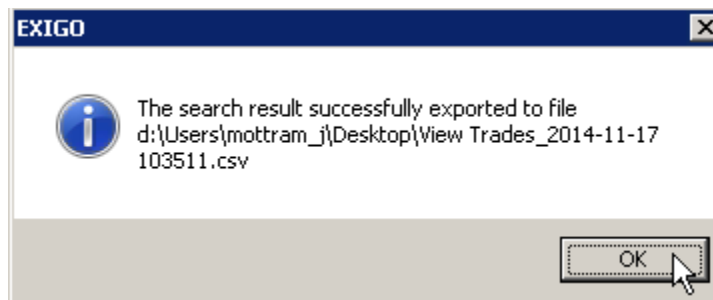 EXIGO
The search result successfully exported to file
d:\Users\mottram_j\Desktop\View Trades_2014-11-17
103511.csv
OK